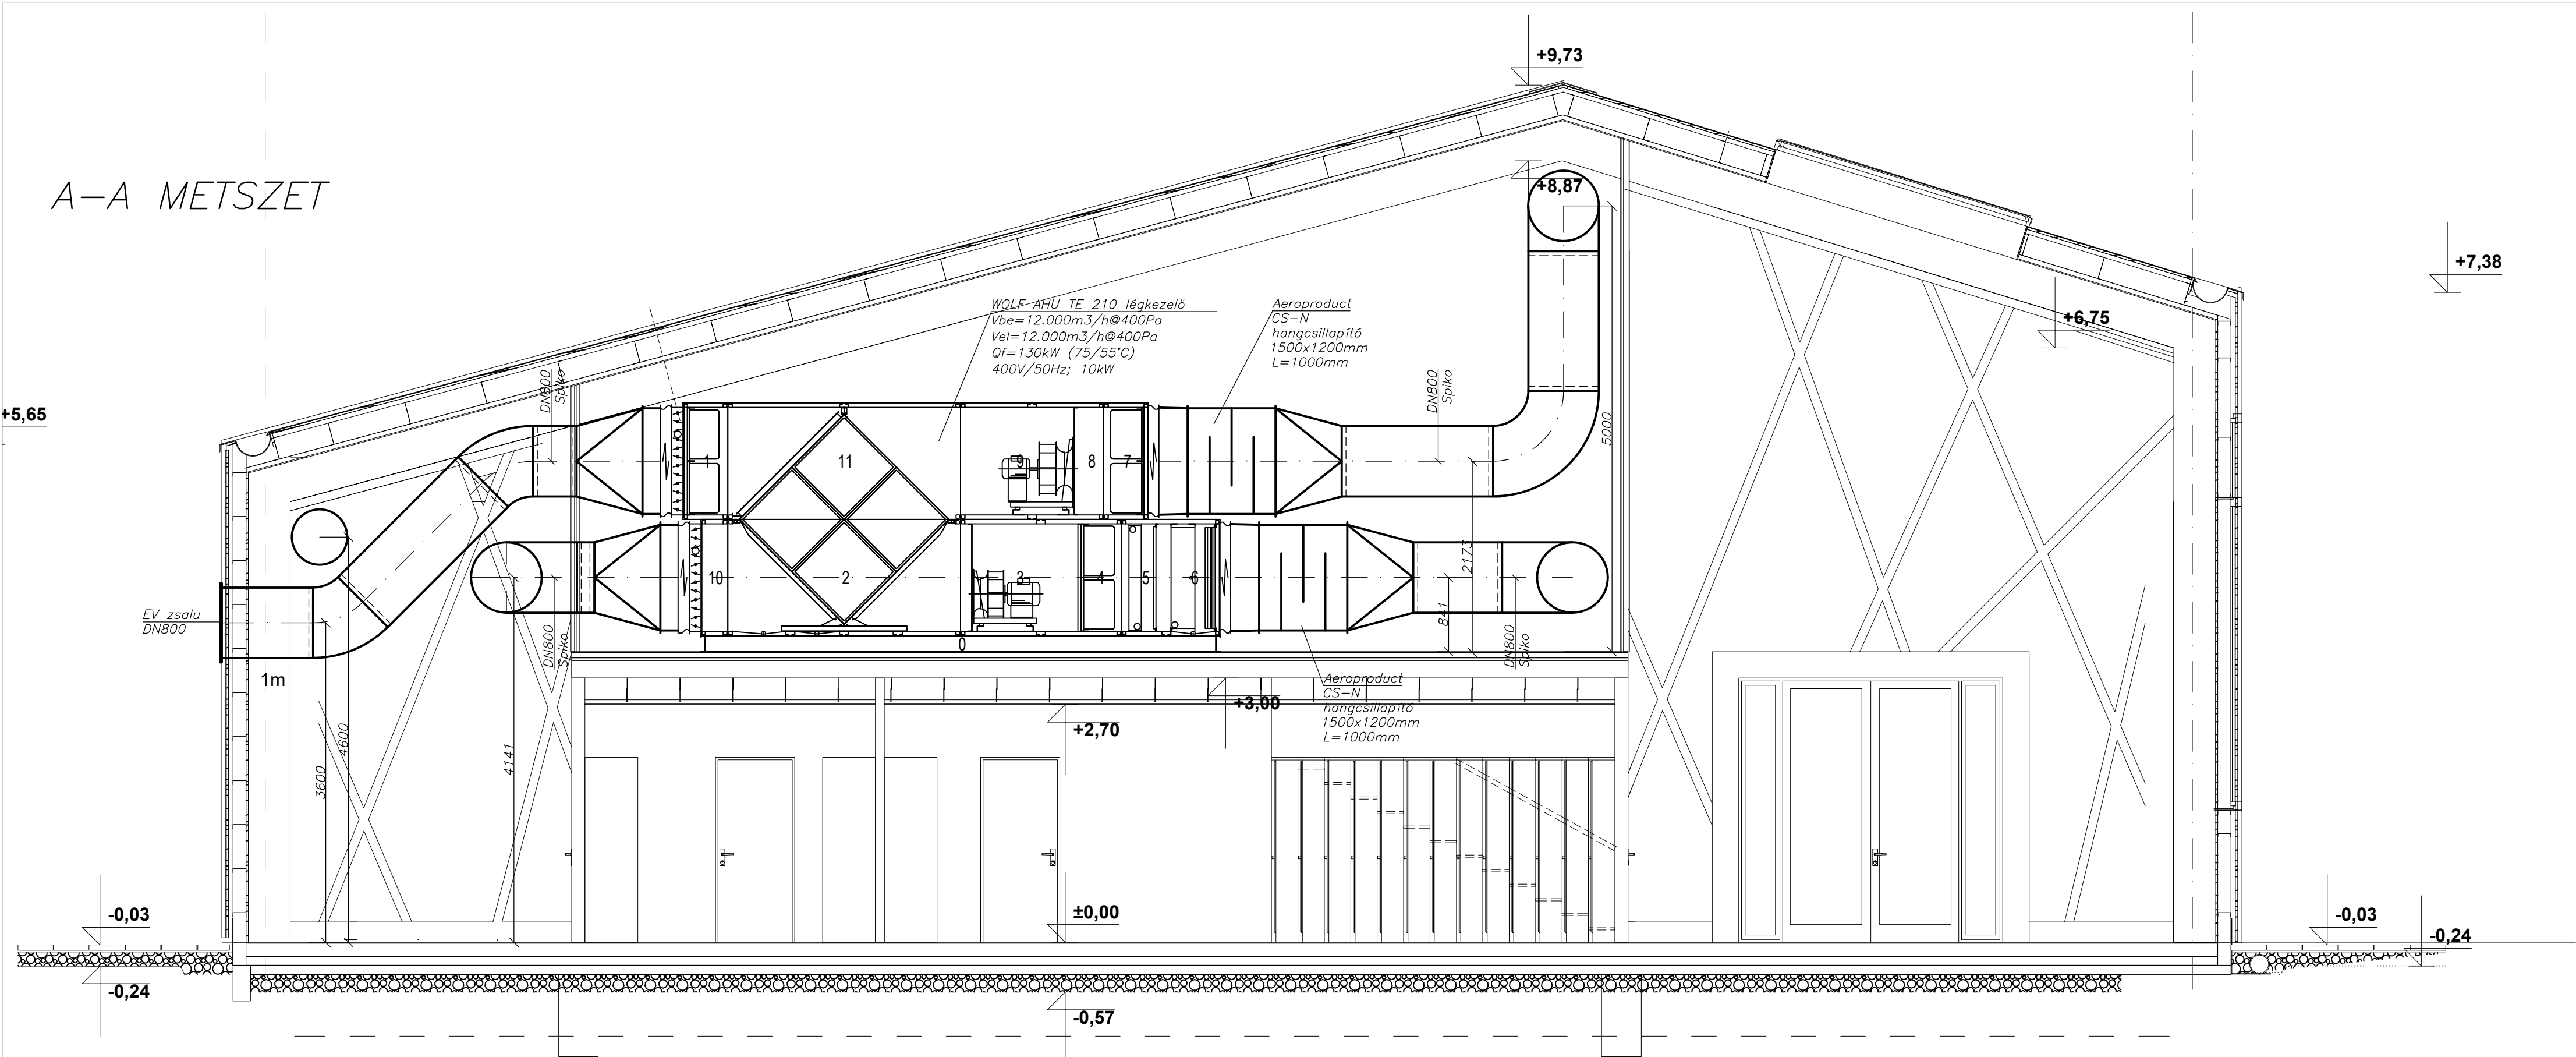 +9,73
A-A METSZET
+8,87
+7,38
WOLF AHU TE 210 légkezelő
Vbe=12.000m3/h@400Pa
Vel=12.000m3/h@400Pa
Qf=130kW (75/55°C)
400V/50Hz; 10kW
Aeroproduct
CS-N
hangcsillapító
1500x1200mm
L=1000mm
+6,75
+5,65
DN800
Spiko
DN800
Spiko
5000
1
11
9
8
7
2173
10
2
3
4
5
6
841
EV zsalu
DN800
DN800
Spiko
DN800
Spiko
0
1m
Aeroproduct
CS-N
hangcsillapító
1500x1200mm
L=1000mm
+3,00
+2,70
4600
4141
3600
-0,03
±0,00
-0,03
-0,24
-0,24
-0,57